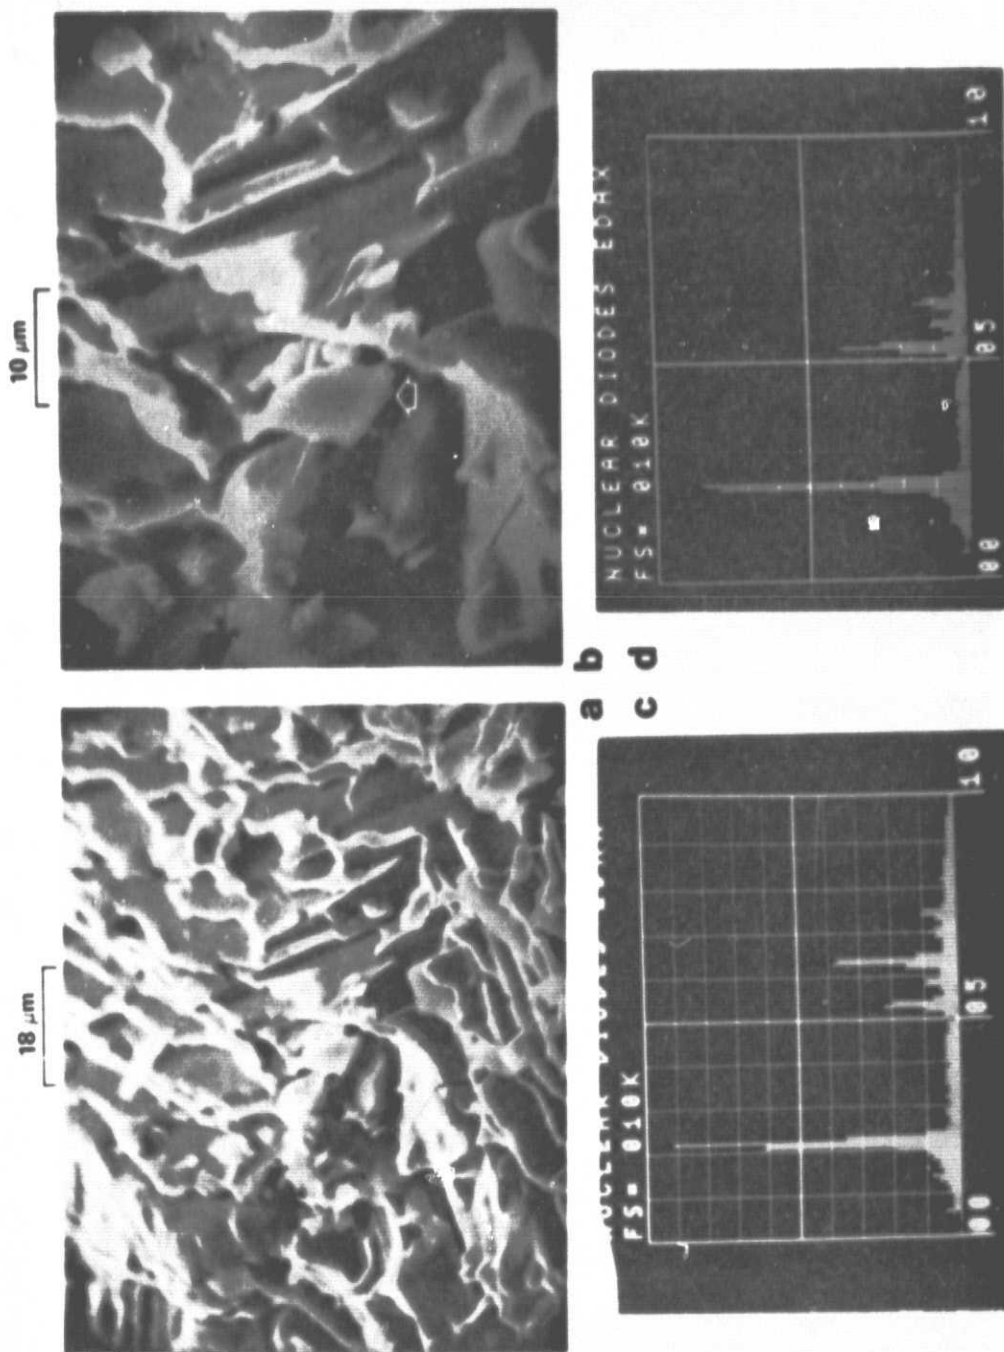 18 μm
10 μm
a b
c d
FS= 010K
00 05 10
NUCLEAR DIODES EDAX
FS= 010K
00 05 10